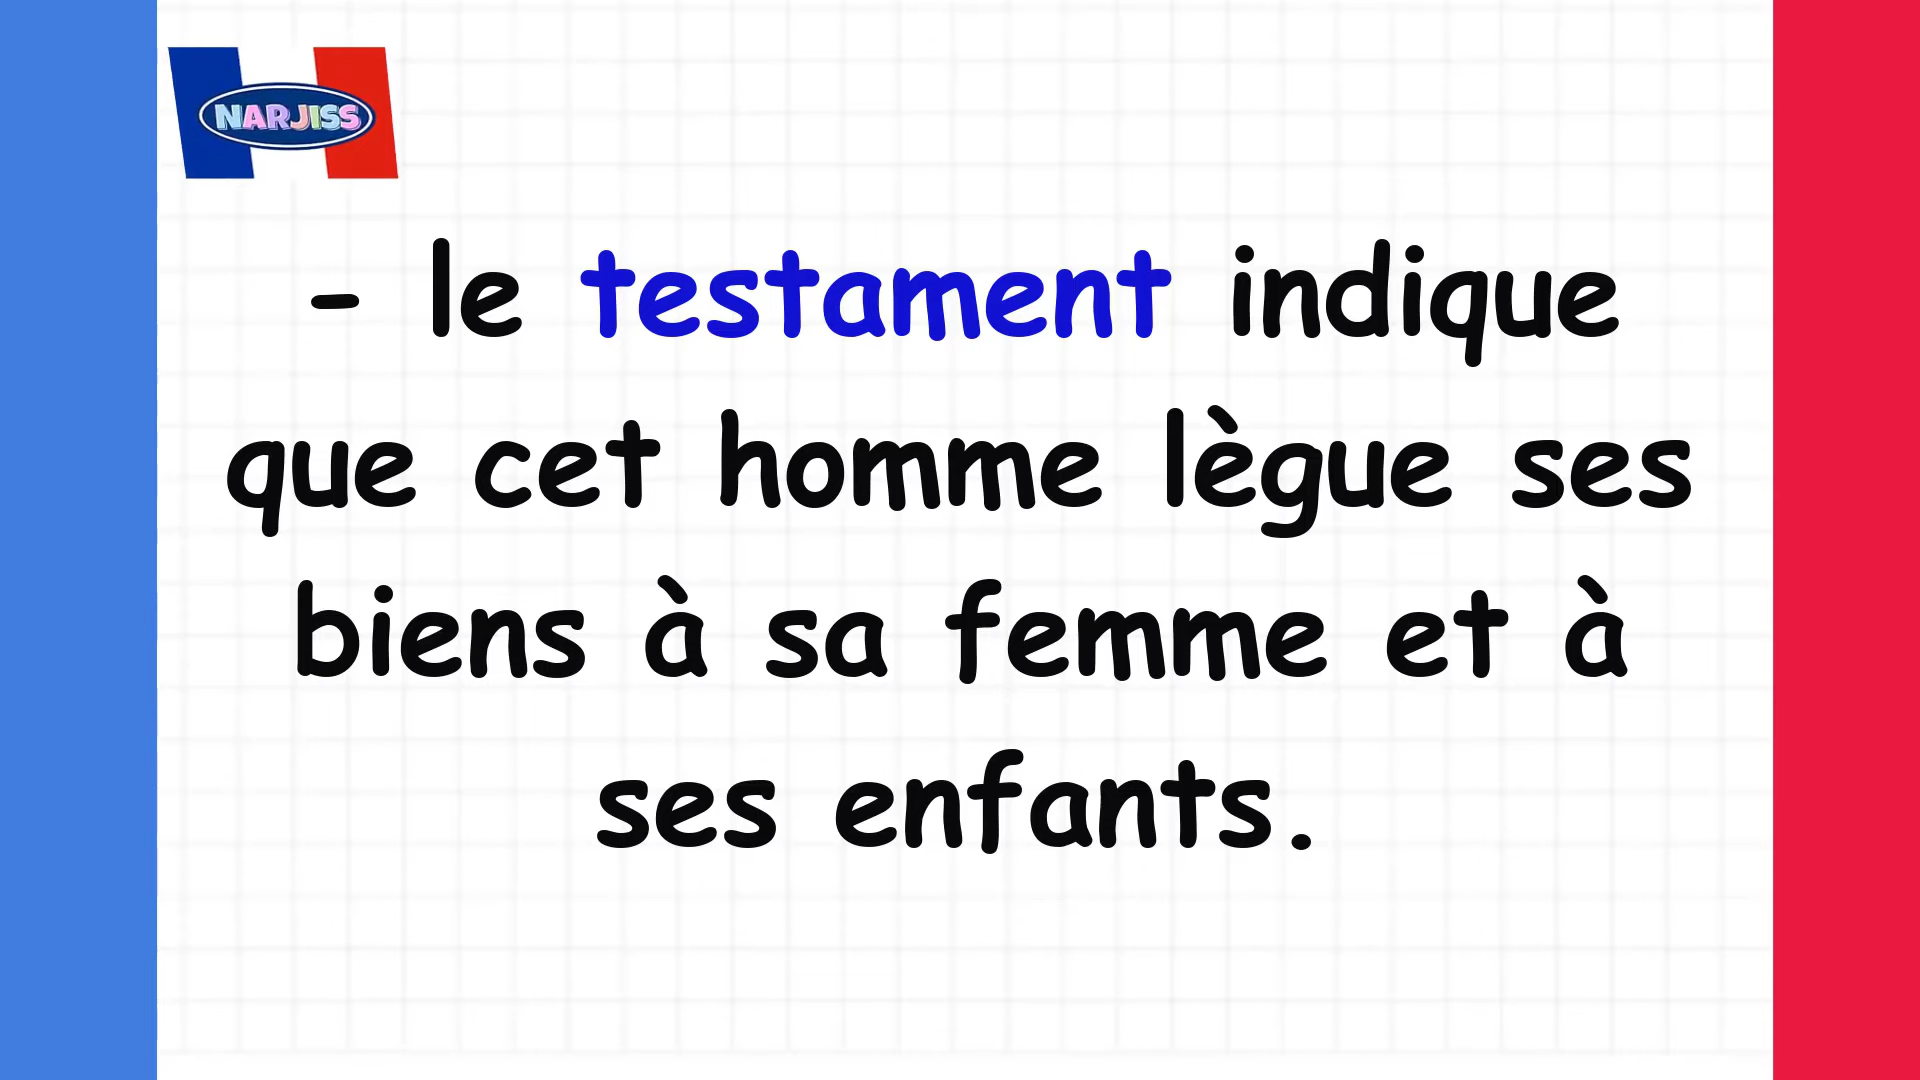 NARJISS
- le testament indique
que cet homme lègue ses
biens à sa femme et à
ses enfants.